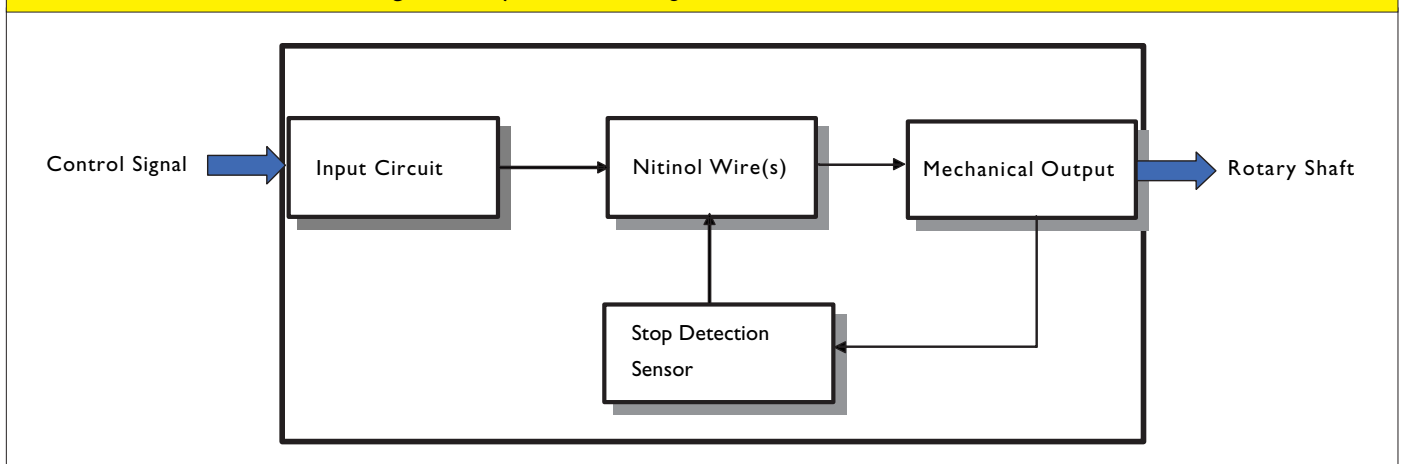 Control Signal
Input Circuit
Nitinol Wire(s)
Mechanical Output
Rotary Shaft
Stop Detection
Sensor